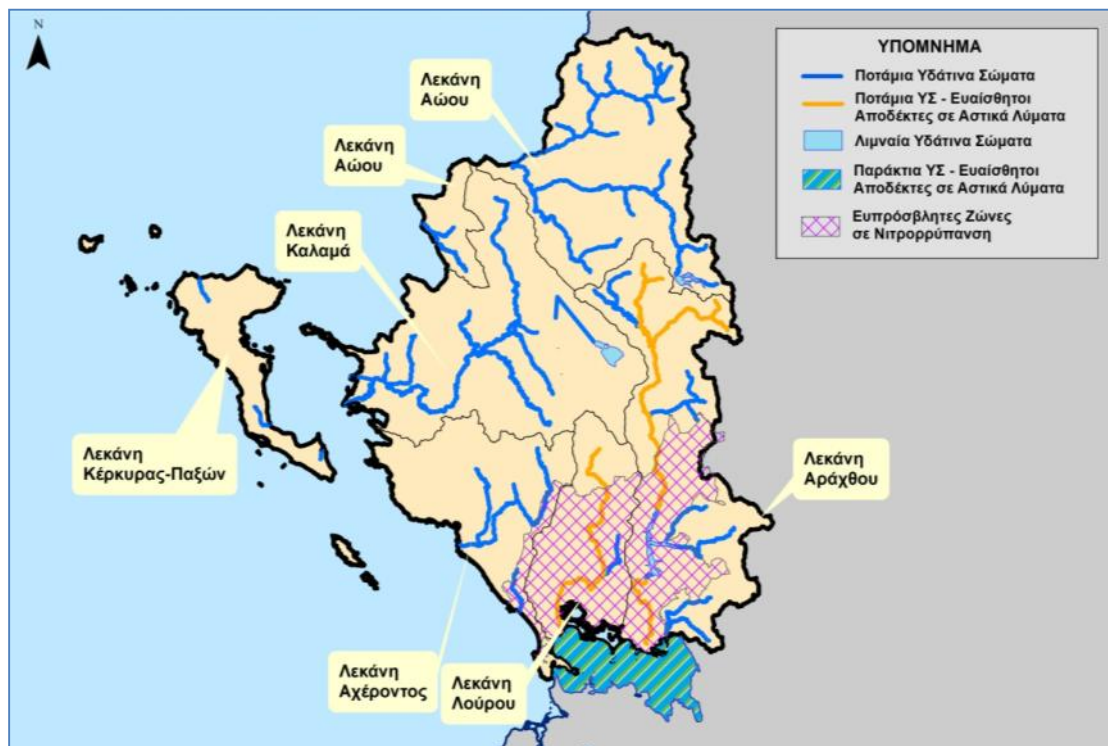 N
Λεκάνη
Αώου
Λεκάνη
Αώου
Λεκάνη
Καλαμά
Λεκάνη
Κέρκυρας-Παξών
Λεκάνη
Αχέροντος
Λεκάνη
Λούρου
Λεκάνη
Αράχθου
ΥΠΟΜΝΗΜΑ
Ποτάμια Υδάτινα Σώματα
Ποτάμια ΥΣ - Ευαίσθητοι
Αποδέκτες σε Αστικά Λύματα
Λιμναία Υδάτινα Σώματα
Παράκτια ΥΣ - Ευαίσθητοι
Αποδέκτες σε Αστικά Λύματα
Ευπρόσβλητες Ζώνες
σε Νιτρορρύπανση